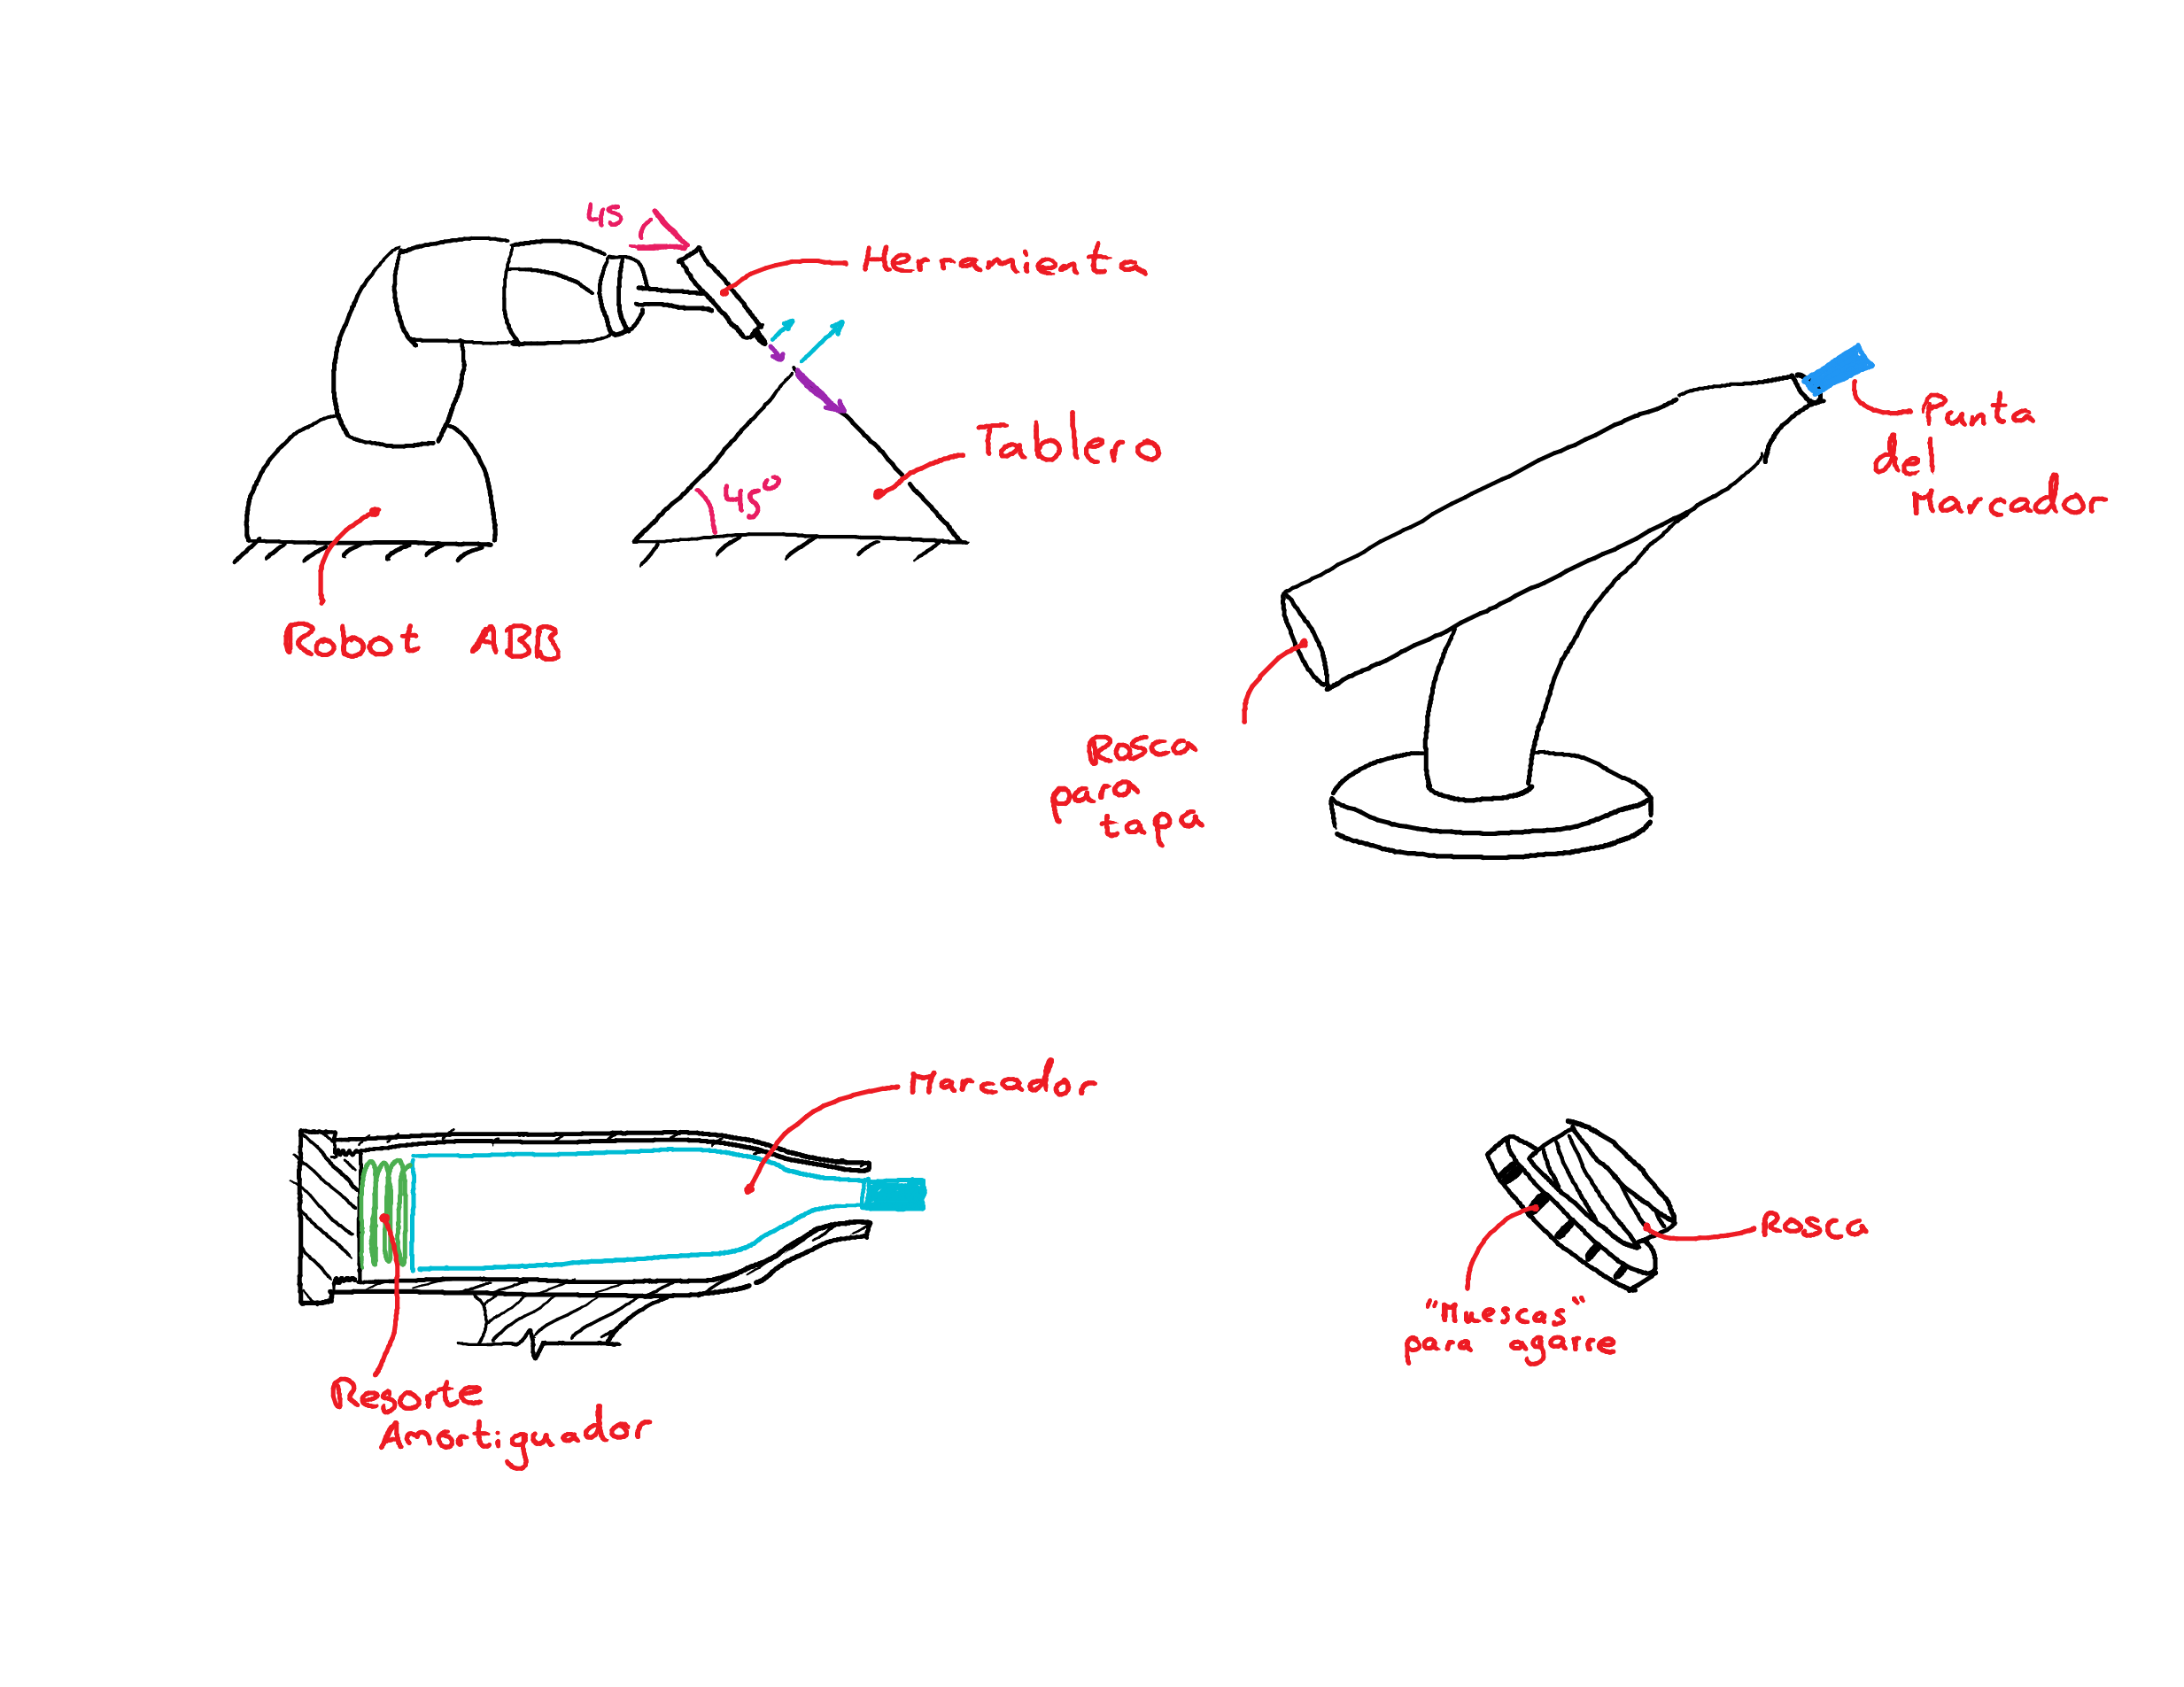 45
Herramienta
Tablero
45°
Robot ABB
Punta
del
Marcador
Rosca
para
tapa
Marcador
Resorte
Amortiguador
Rosca
"Muescas"
para agarre